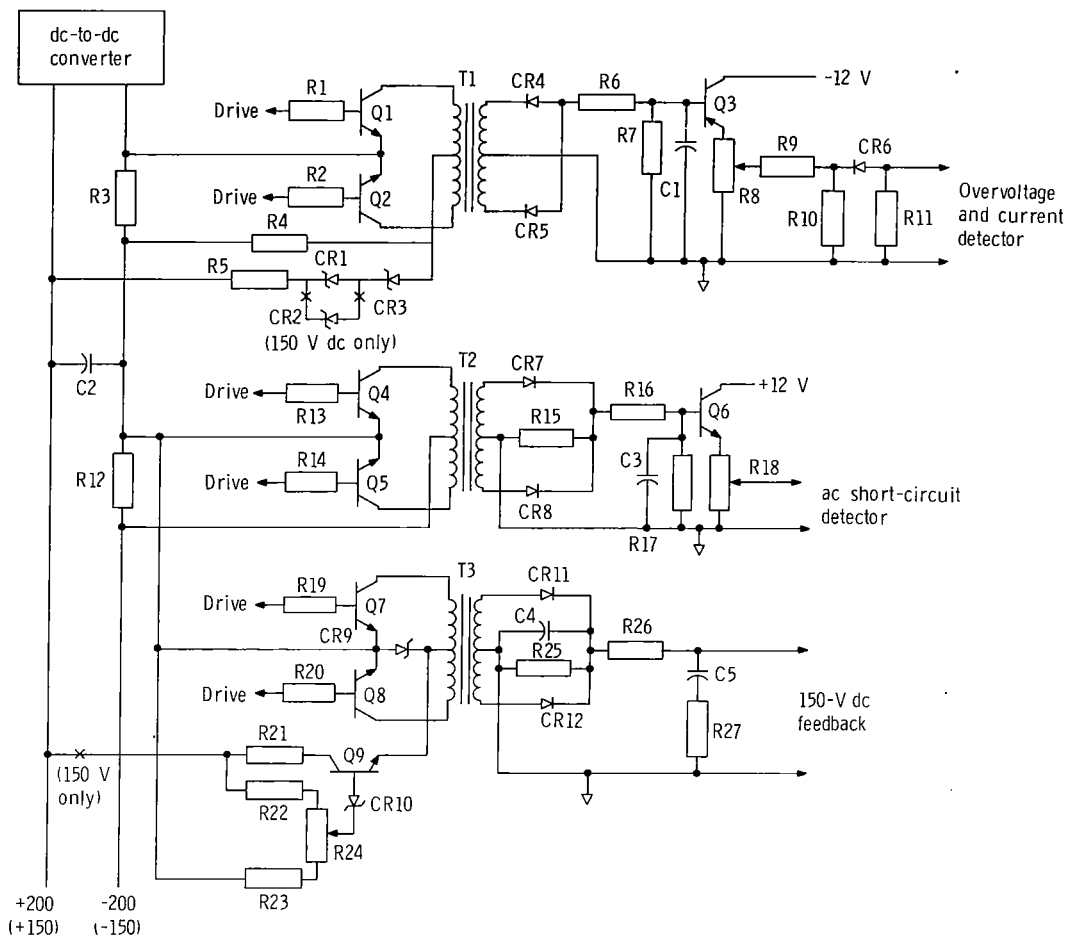 dc-to-dc
converter
T1
CR4
R6
-12 V
R1
Drive
Q1
Q3
R7
R9
CR6
R2
Drive
Q2
C1
R8
R3
R10
R11
Overvoltage
and current
detector
R4
CR5
R5
CR1
CR2
CR3
(150 V dc only)
C2
T2
CR7
R16
+12 V
Drive
Q4
R13
R15
Q6
R14
C3
R18
R12
Drive
Q5
CR8
R17
ac short-circuit
detector
T3
CR11
R19
Drive
Q7
C4
R26
CR9
R25
C5
R20
Drive
Q8
CR12
R27
150-V dc
feedback
R21
Q9
(150 V
only)
CR10
R22
R24
R23
+200
(+150)
-200
(-150)